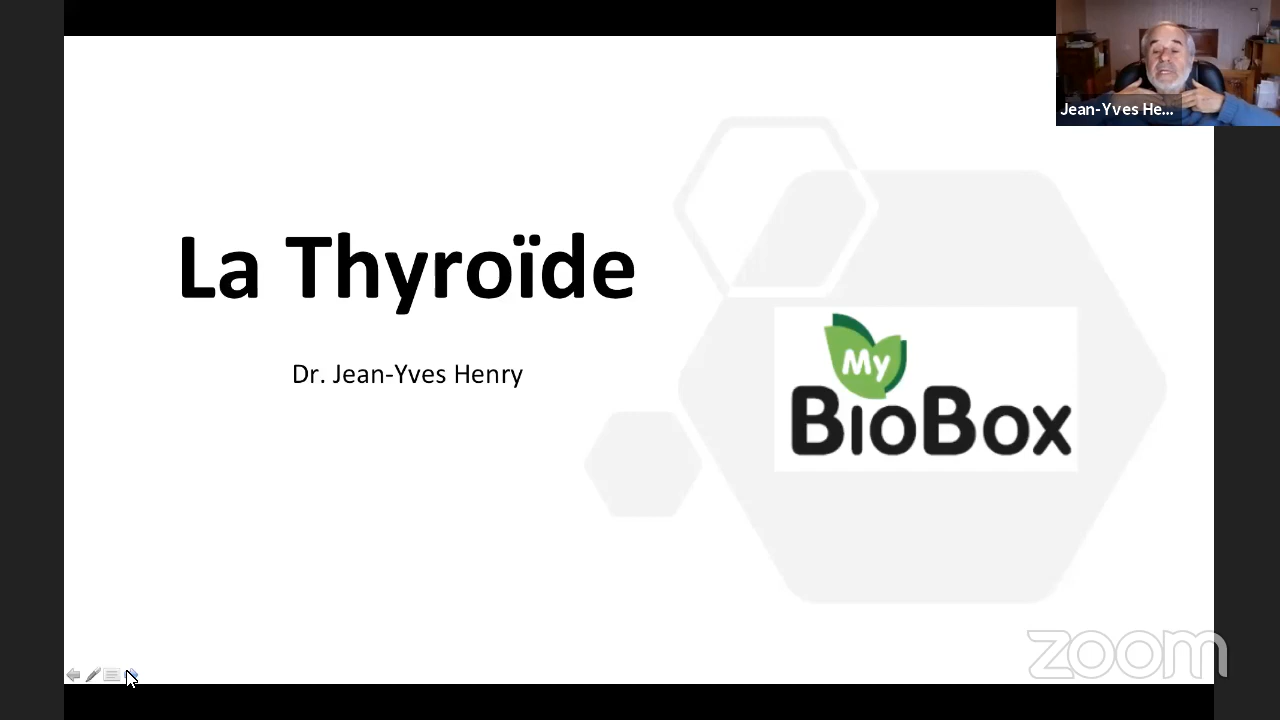 Jean-Yves He...
La Thyroïde
Dr. Jean-Yves Henry
My
BioBox
zoom